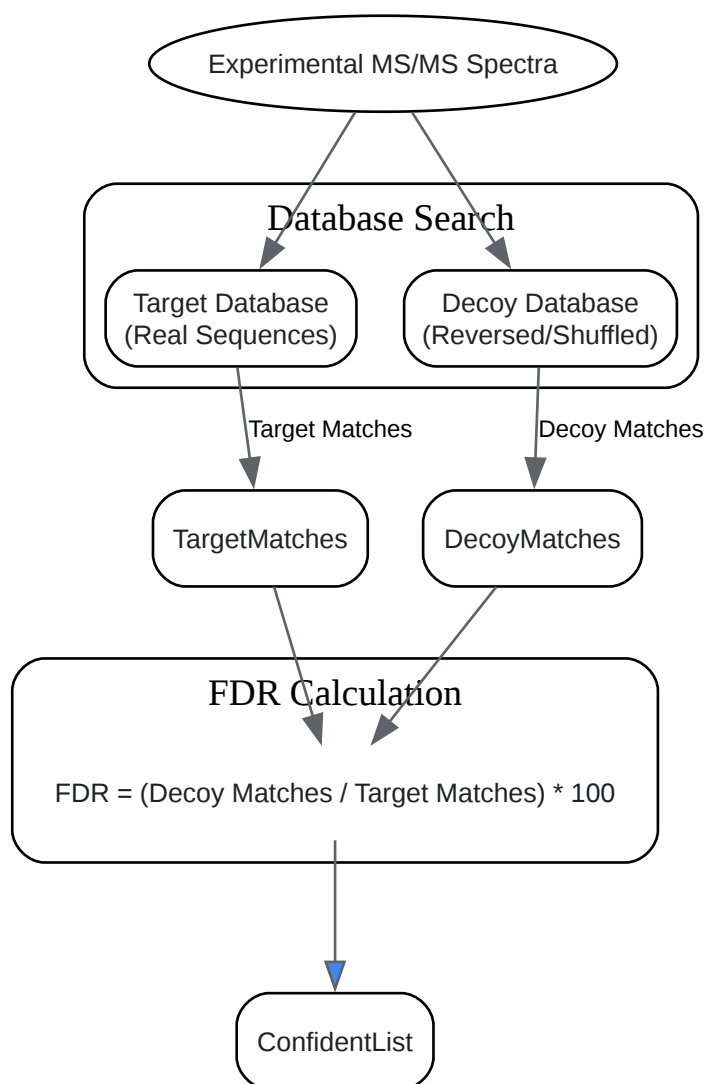 Experimental MS/MS Spectra
Database Search
Target Database
(Real Sequences)
Decoy Database
(Reversed/Shuffled)
Target Matches
Decoy Matches
TargetMatches
DecoyMatches
FDR Calculation
FDR = (Decoy Matches / Target Matches) * 100
ConfidentList